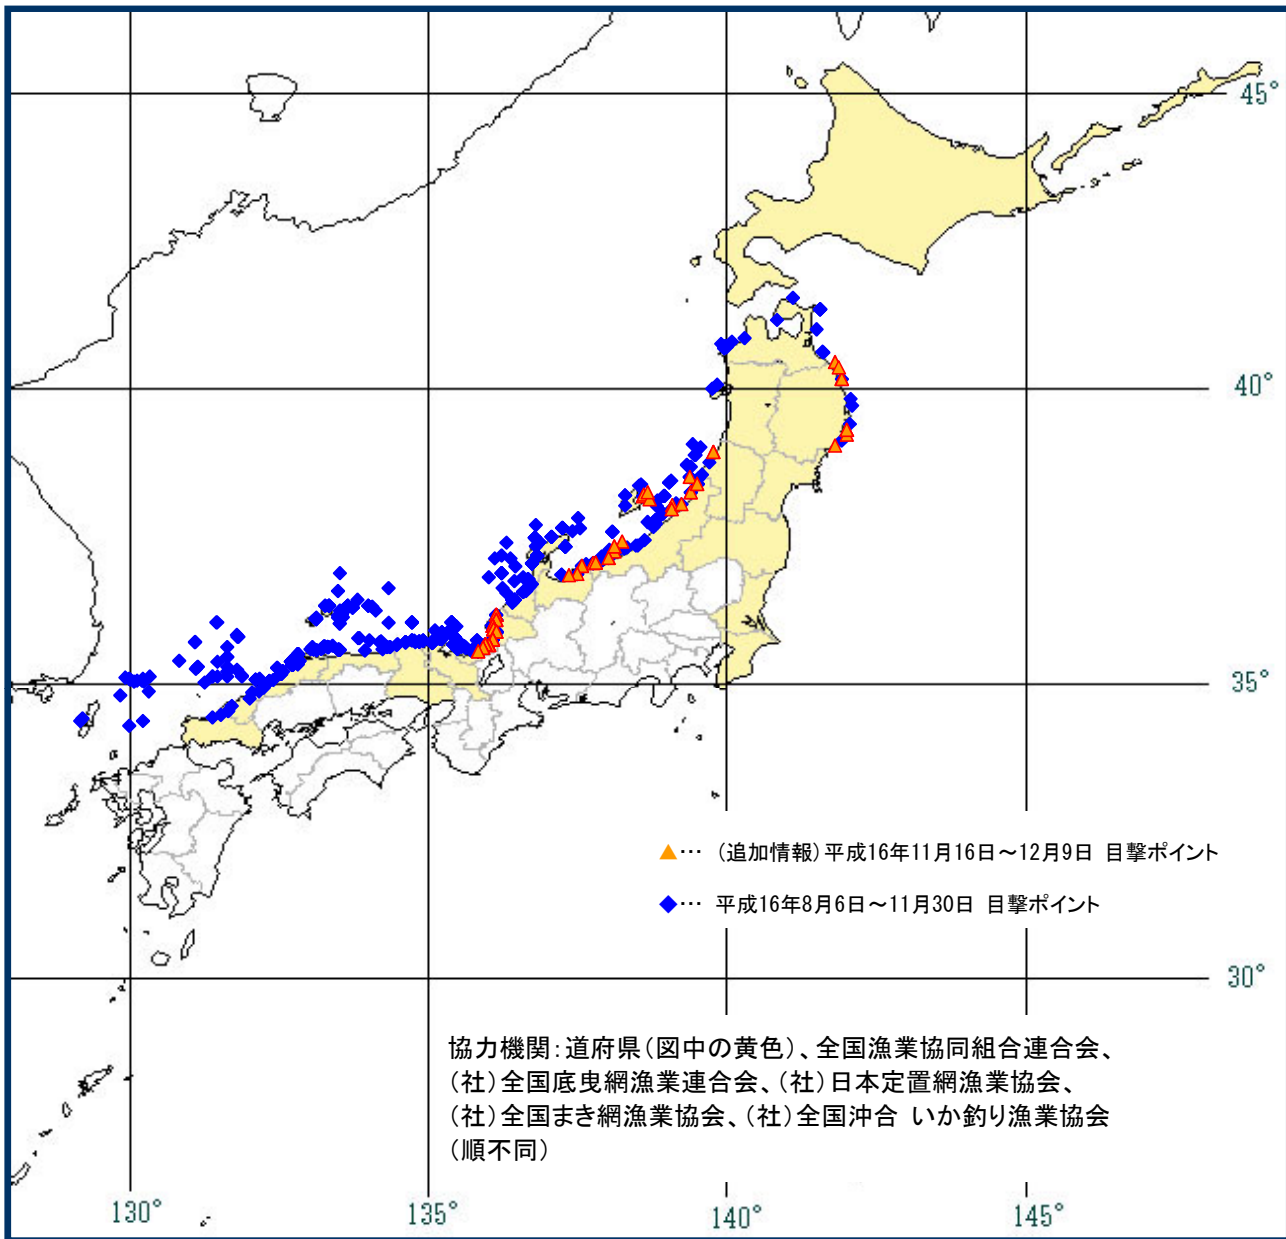 45°
40°
35°
▲… (追加情報)平成16年11月16日～12月9日 目撃ポイント
◆… 平成16年8月6日～11月30日 目撃ポイント
30°
協力機関:道府県(図中の黄色)、全国漁業協同組合連合会、
(社)全国底曳網漁業連合会、(社)日本定置網漁業協会、
(社)全国まき網漁業協会、(社)全国沖合 いか釣り漁業協会
(順不同)
130° 135° 140° 145°